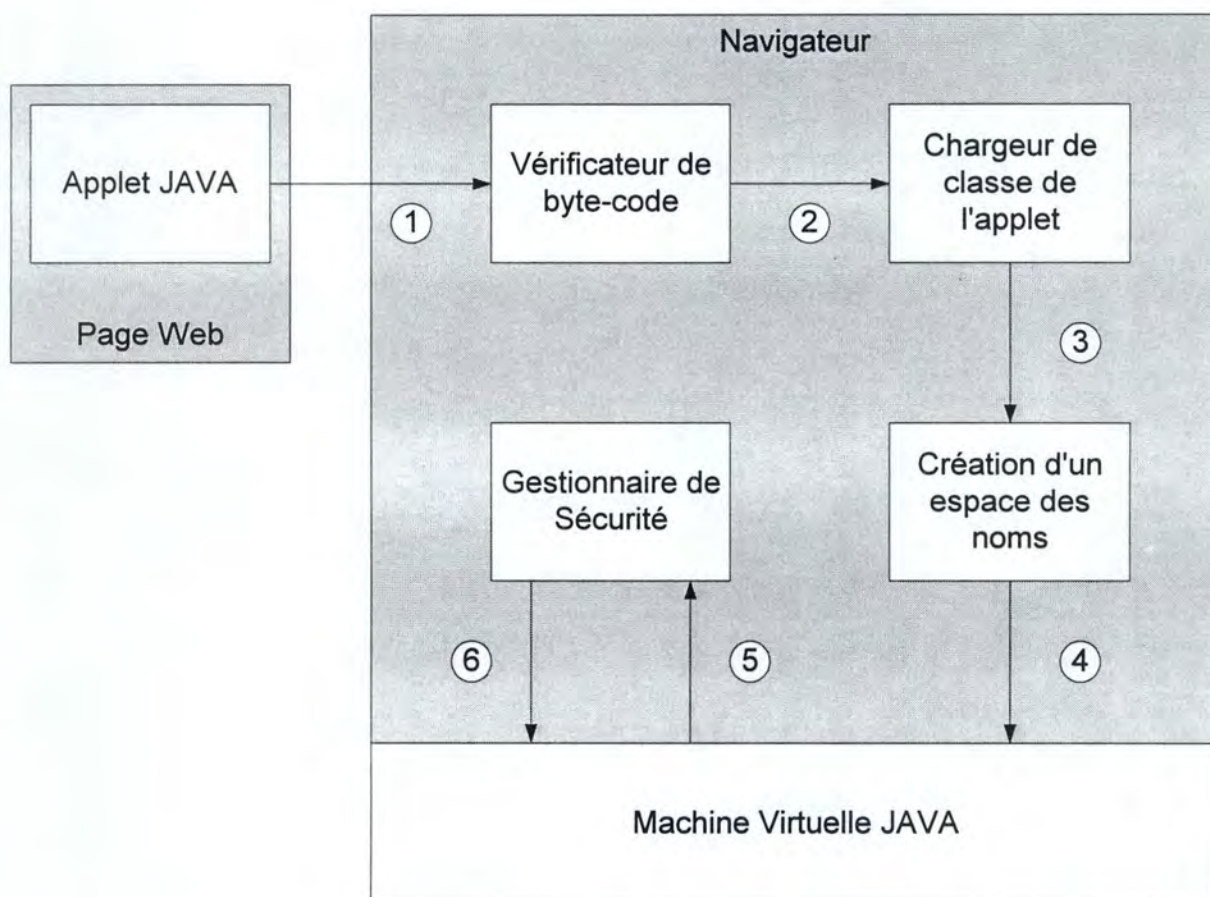 Navigateur
Applet JAVA
Page Web
1
Vérificateur de
byte-code
2
Chargeur de
classe de
l'applet
3
Gestionnaire de
Sécurité
Création d'un
espace des
noms
6
5
4
Machine Virtuelle JAVA